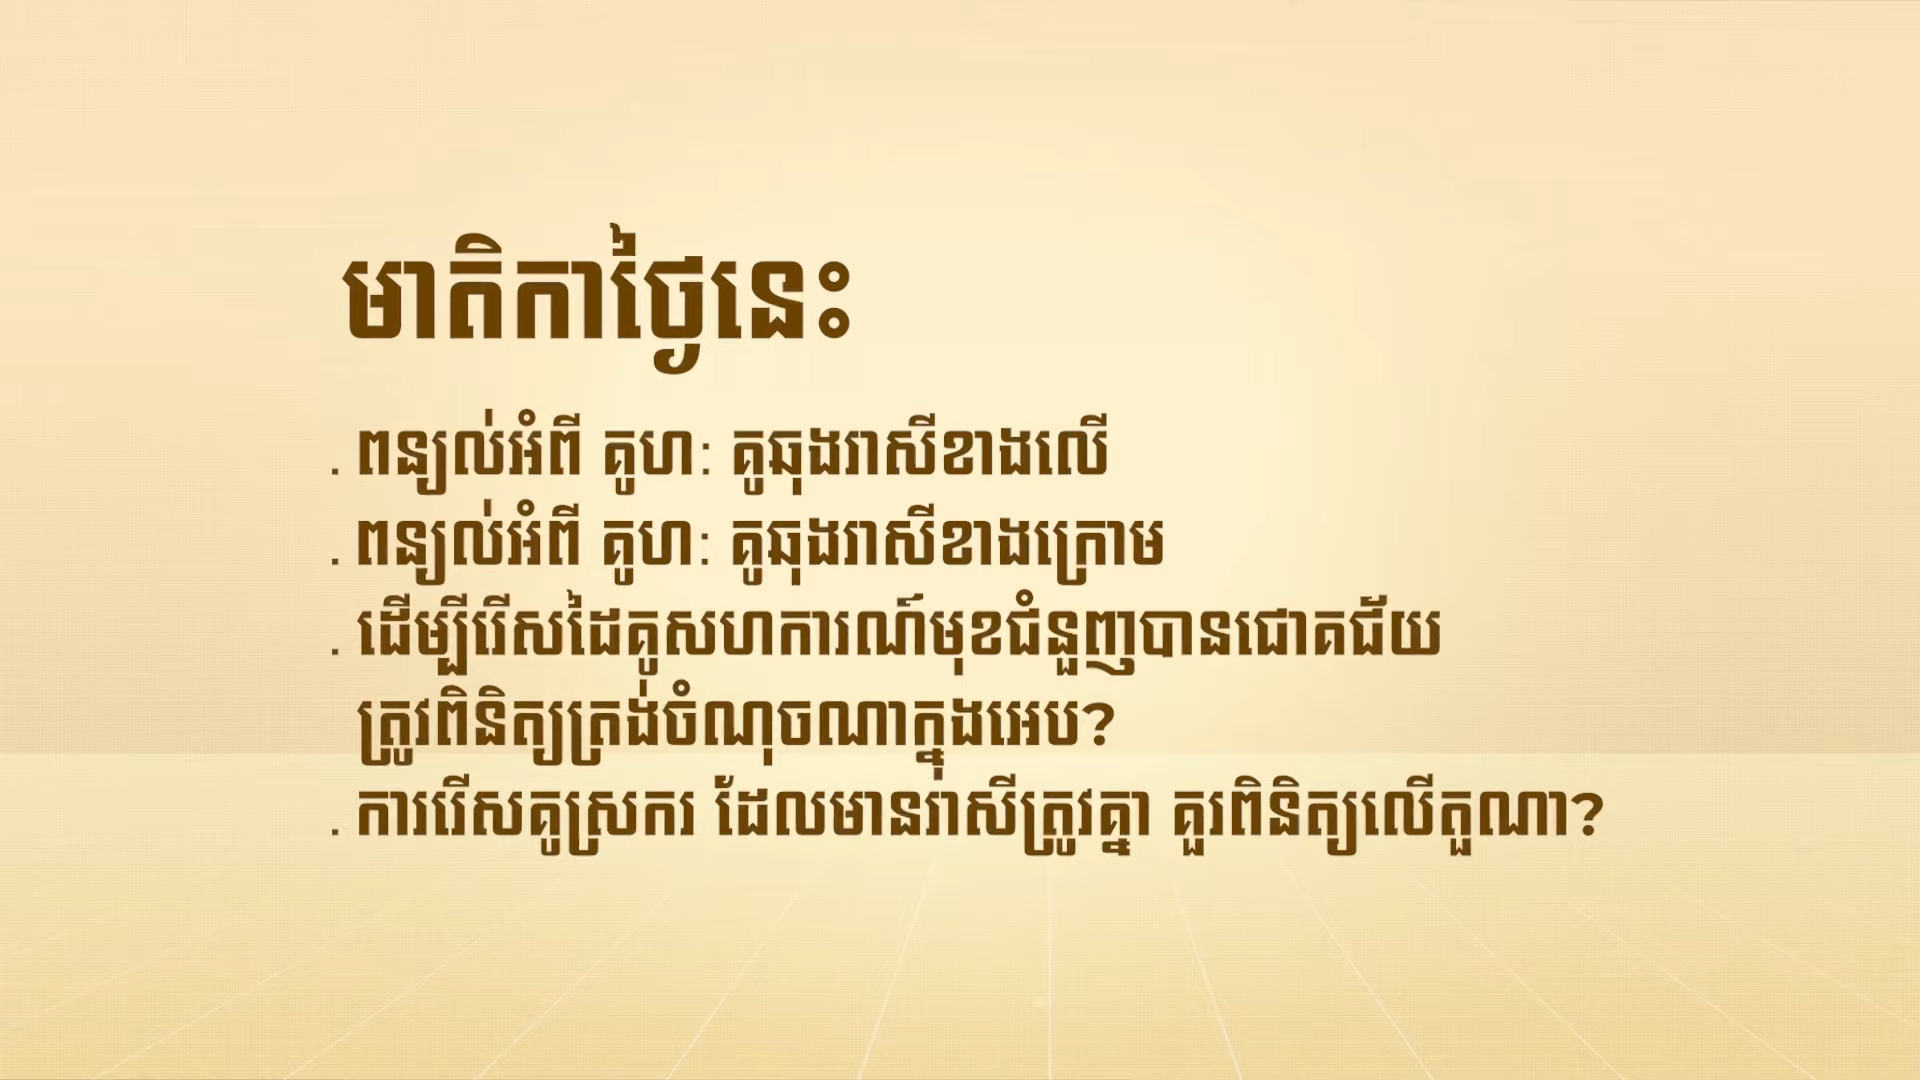 មាតិកាថ្ងៃនេះ
. ពន្យល់អំពី គូហៈ គូឆុងរាសីខាងលើ
. ពន្យល់អំពី គូហៈ គូឆុងរាសីខាងក្រោម
. ដើម្បីរើសដៃគូសហការណ៍មុខជំនួញបានជោគជ័យ
ត្រូវពិនិត្យត្រង់ចំណុចណាក្នុងអេប?
. ការរើសគូស្រករ ដែលមានរាសីត្រូវគ្នា គួរពិនិត្យលើតួណា?